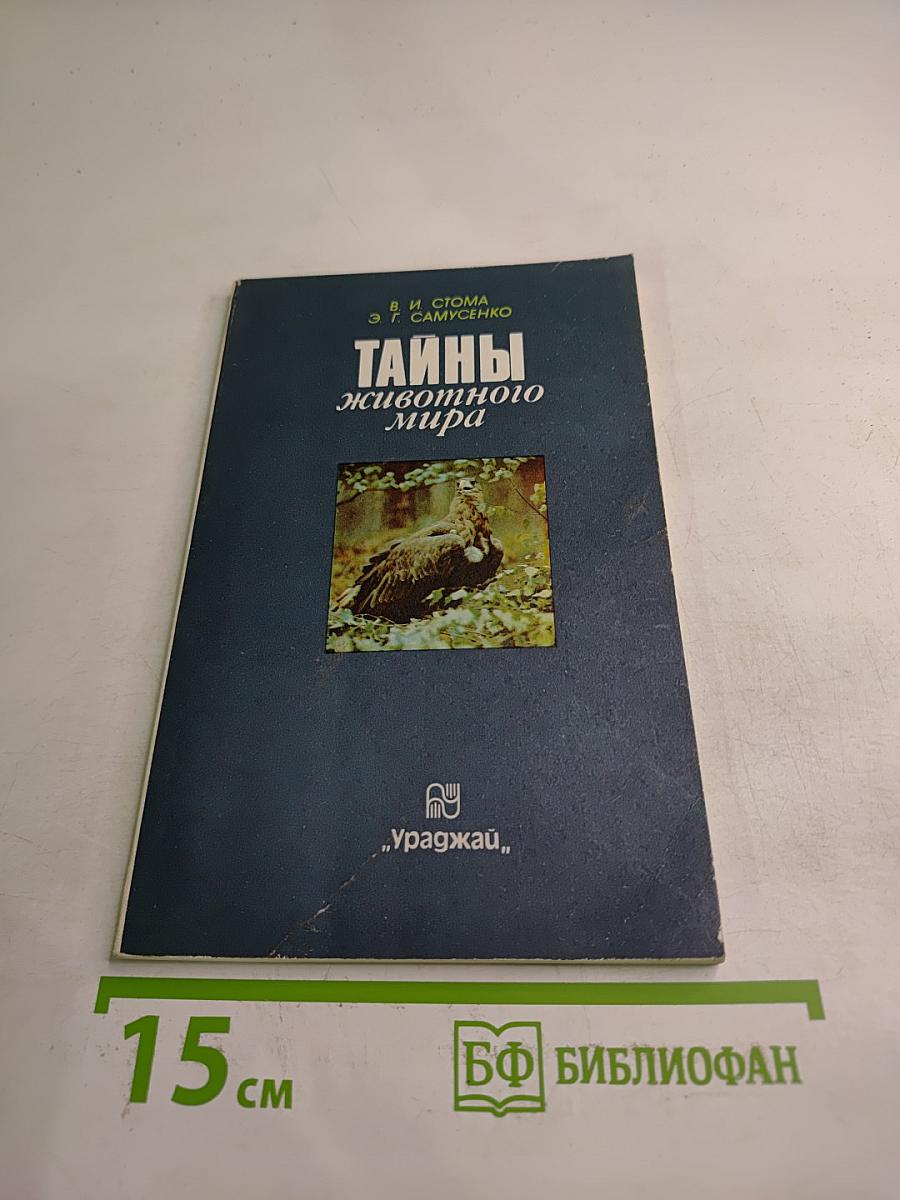 В. И. СТОМА
Э. Г. САМУСЕНКО
ТАЙНЫ
животного
мира
„Ураджай„
15 см
БФ БИБЛИОФАН